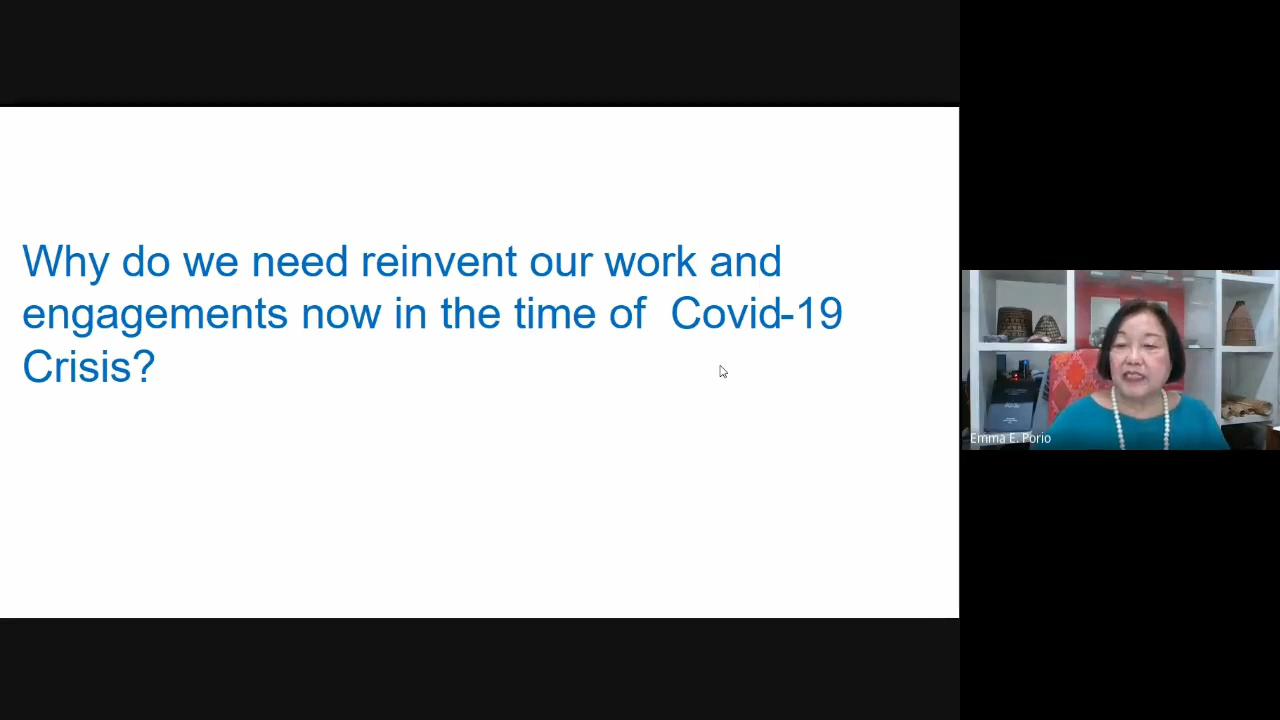 Why do we need reinvent our work and
engagements now in the time of  Covid-19
Crisis?
Emma E. Porio